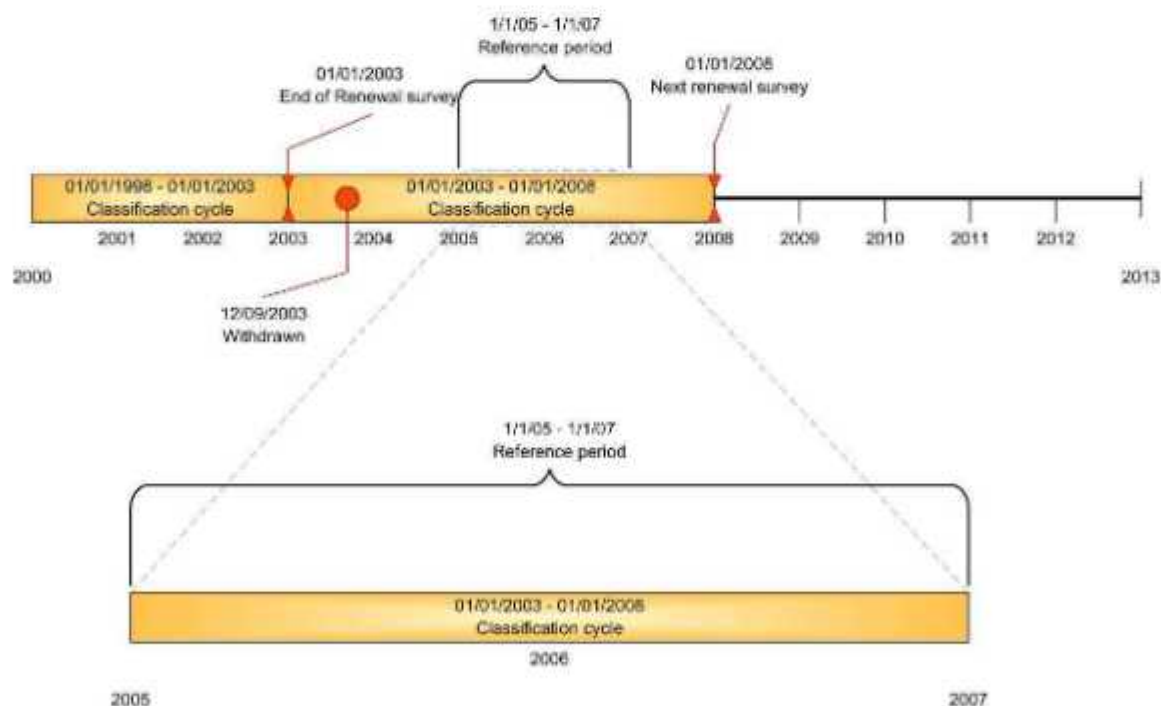 1/1/05 - 1/1/07
Reference period
01/01/2003
End of Renewal survey
01/01/2008
Next renewal survey
01/01/1998 - 01/01/2003
Classification cycle
01/01/2003 - 01/01/2008
Classification cycle
2001 2002 2003 2004 2005 2006 2007 2008 2009 2010 2011 2012
2000 2013
12/09/2003
Withdrawn
1/1/05 - 1/1/07
Reference period
01/01/2003 - 01/01/2008
Classification cycle
2006
2005 2007